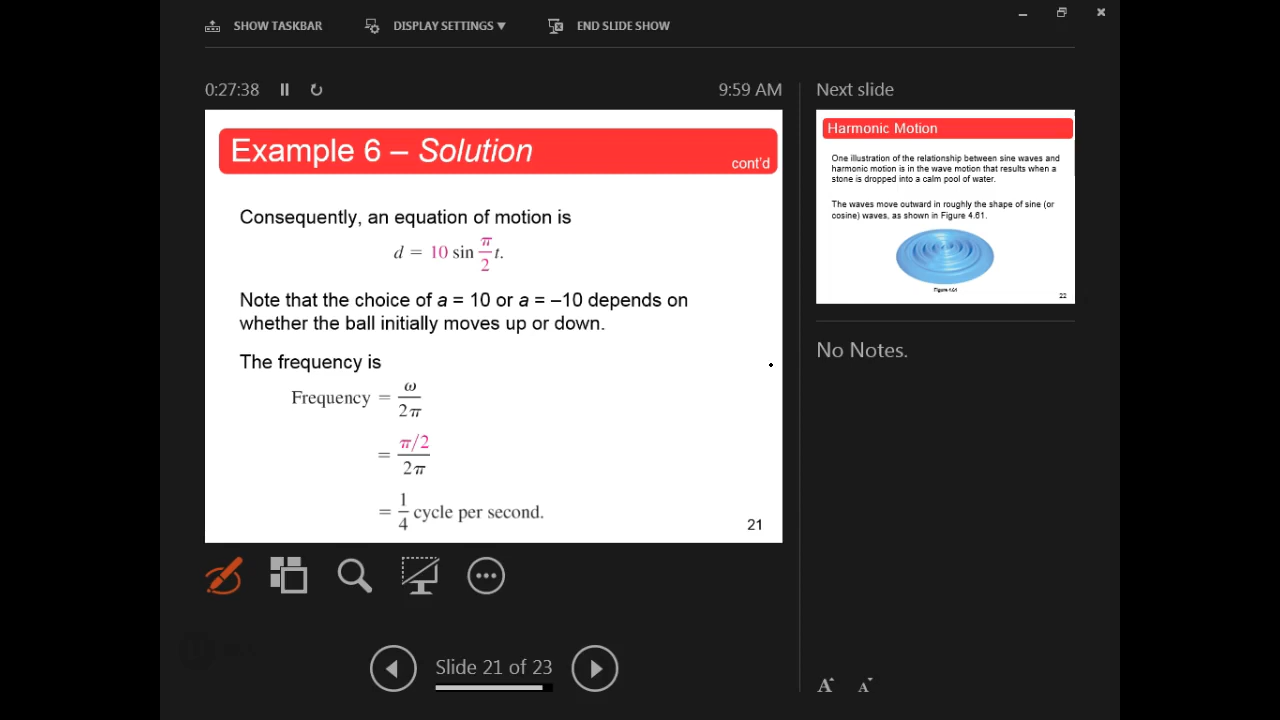 SHOW TASKBAR
DISPLAY SETTINGS ▼
END SLIDE SHOW
0:27:38
9:59 AM
Example 6 – Solution
cont'd
Consequently, an equation of motion is
d = 10 sin π/2 t.
Note that the choice of a = 10 or a = –10 depends on
whether the ball initially moves up or down.
The frequency is
Frequency = ω/2π
= π/2/2π
= 1/4 cycle per second.
21
Slide 21 of 23
Next slide
Harmonic Motion
One illustration of the relationship between sine waves and
harmonic motion is in the wave motion that results when a
stone is dropped into a calm pool of water.
The waves move outward in roughly the shape of sine (or
cosine) waves, as shown in Figure 4.61.
Figure 4.61
22
No Notes.
A A